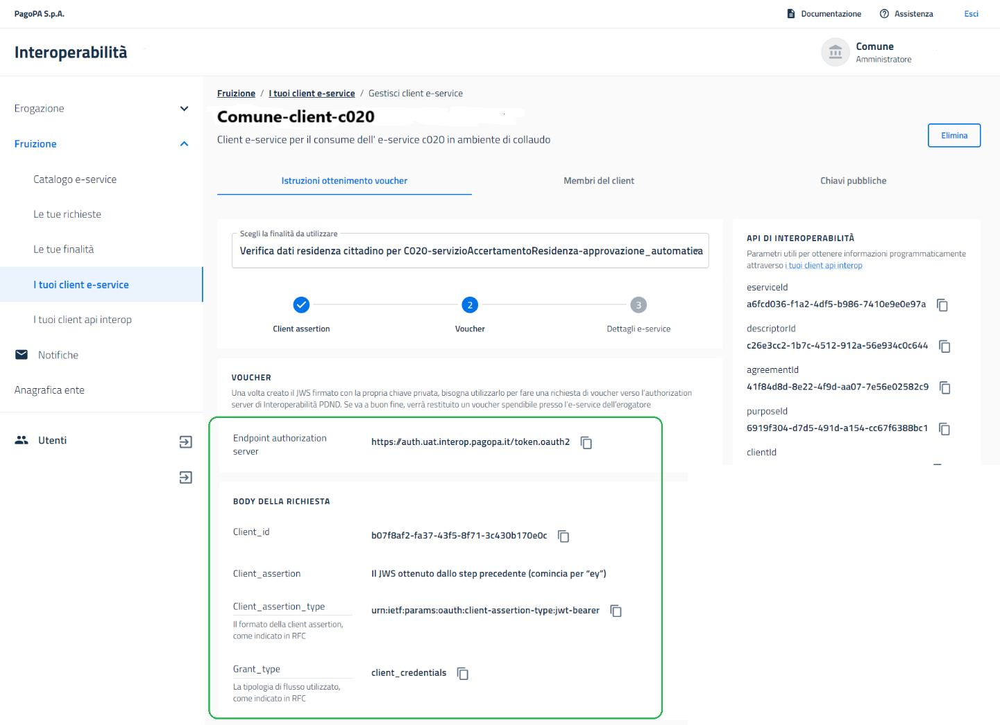 PagoPA S.p.A.
Documentazione
Assistenza
Esci
Interoperabilità
Comune
Amministratore
Erogazione
Fruizione
Catalogo e-service
Le tue richieste
Le tue finalità
I tuoi client e-service
I tuoi client api interop
Notifiche
Anagrafica ente
Utenti
Fruizione / I tuoi client e-service / Gestisci client e-service
Comune-client-c020
Client e-service per il consume dell' e-service c020 in ambiente di collaudo
Elimina
Istruzioni ottenimento voucher
Membri del client
Chiavi pubbliche
Scegli la finalità da utilizzare
Verifica dati residenza cittadino per C020-servizioAccertamentoResidenza-approvazione_automatica
2
3
Client assertion
Voucher
Dettagli e-service
VOUCHER
Una volta creato il JWS firmato con la propria chiave privata, bisogna utilizzarlo per fare una richiesta di voucher verso l'authorization
server di Interoperabilità PDND. Se va a buon fine, verrà restituito un voucher spendibile presso l'e-service dell'erogatore
Endpoint authorization
server
https://auth.uat.interop.pagopa.it/token.oauth2
BODY DELLA RICHIESTA
Client_id
b07f8af2-fa37-43f5-8f71-3c430b170e0c
Client_assertion
Il JWS ottenuto dallo step precedente (comincia per “ey”)
Client_assertion_type
urn:ietf:params:oauth:client-assertion-type:jwt-bearer
Il formato della client assertion,
come indicato in RFC
Grant_type
client_credentials
La tipologia di flusso utilizzato,
come indicato in RFC
API DI INTEROPERABILITÀ
Parametri utili per ottenere informazioni programmaticamente
attraverso i tuoi client api interop
eserviceId
a6fcd036-f1a2-4df5-b986-7410e9e0e97a
descriptorId
c26e3cc2-1b7c-4512-912a-56e934c0c644
agreementId
41f84d8d-8e22-4f9d-aa07-7e56e02582c9
purposeId
6919f304-d7d5-491d-a154-cc67f6388bc1
clientId